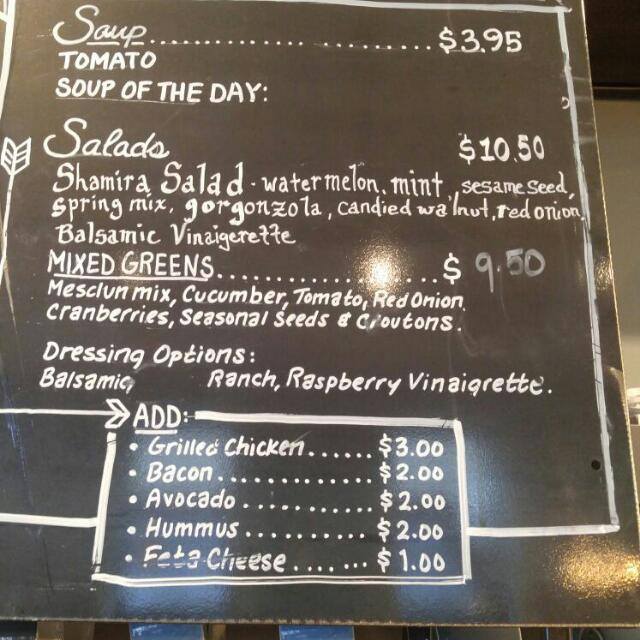 Soup.................. $3.95
TOMATO
SOUP OF THE DAY:
Salads $10.50
Shamira Salad - watermelon, mint, sesame seed,
Spring mix, gorgonzola, candied walnut, red onion,
Balsamic Vinaigerette
MIXED GREENS.................. $ 9.50
Mesclun mix, Cucumber, Tomato, Red Onion
Cranberries, Seasonal Seeds & Croutons.
Dressing Options:
Balsamic, Ranch, Raspberry Vinaigrette.
ADD:
• Grilled Chicken...... $3.00
• Bacon............ $2.00
• Avocado.......... $2.00
• Hummus.......... $2.00
• Feta Cheese....... $1.00